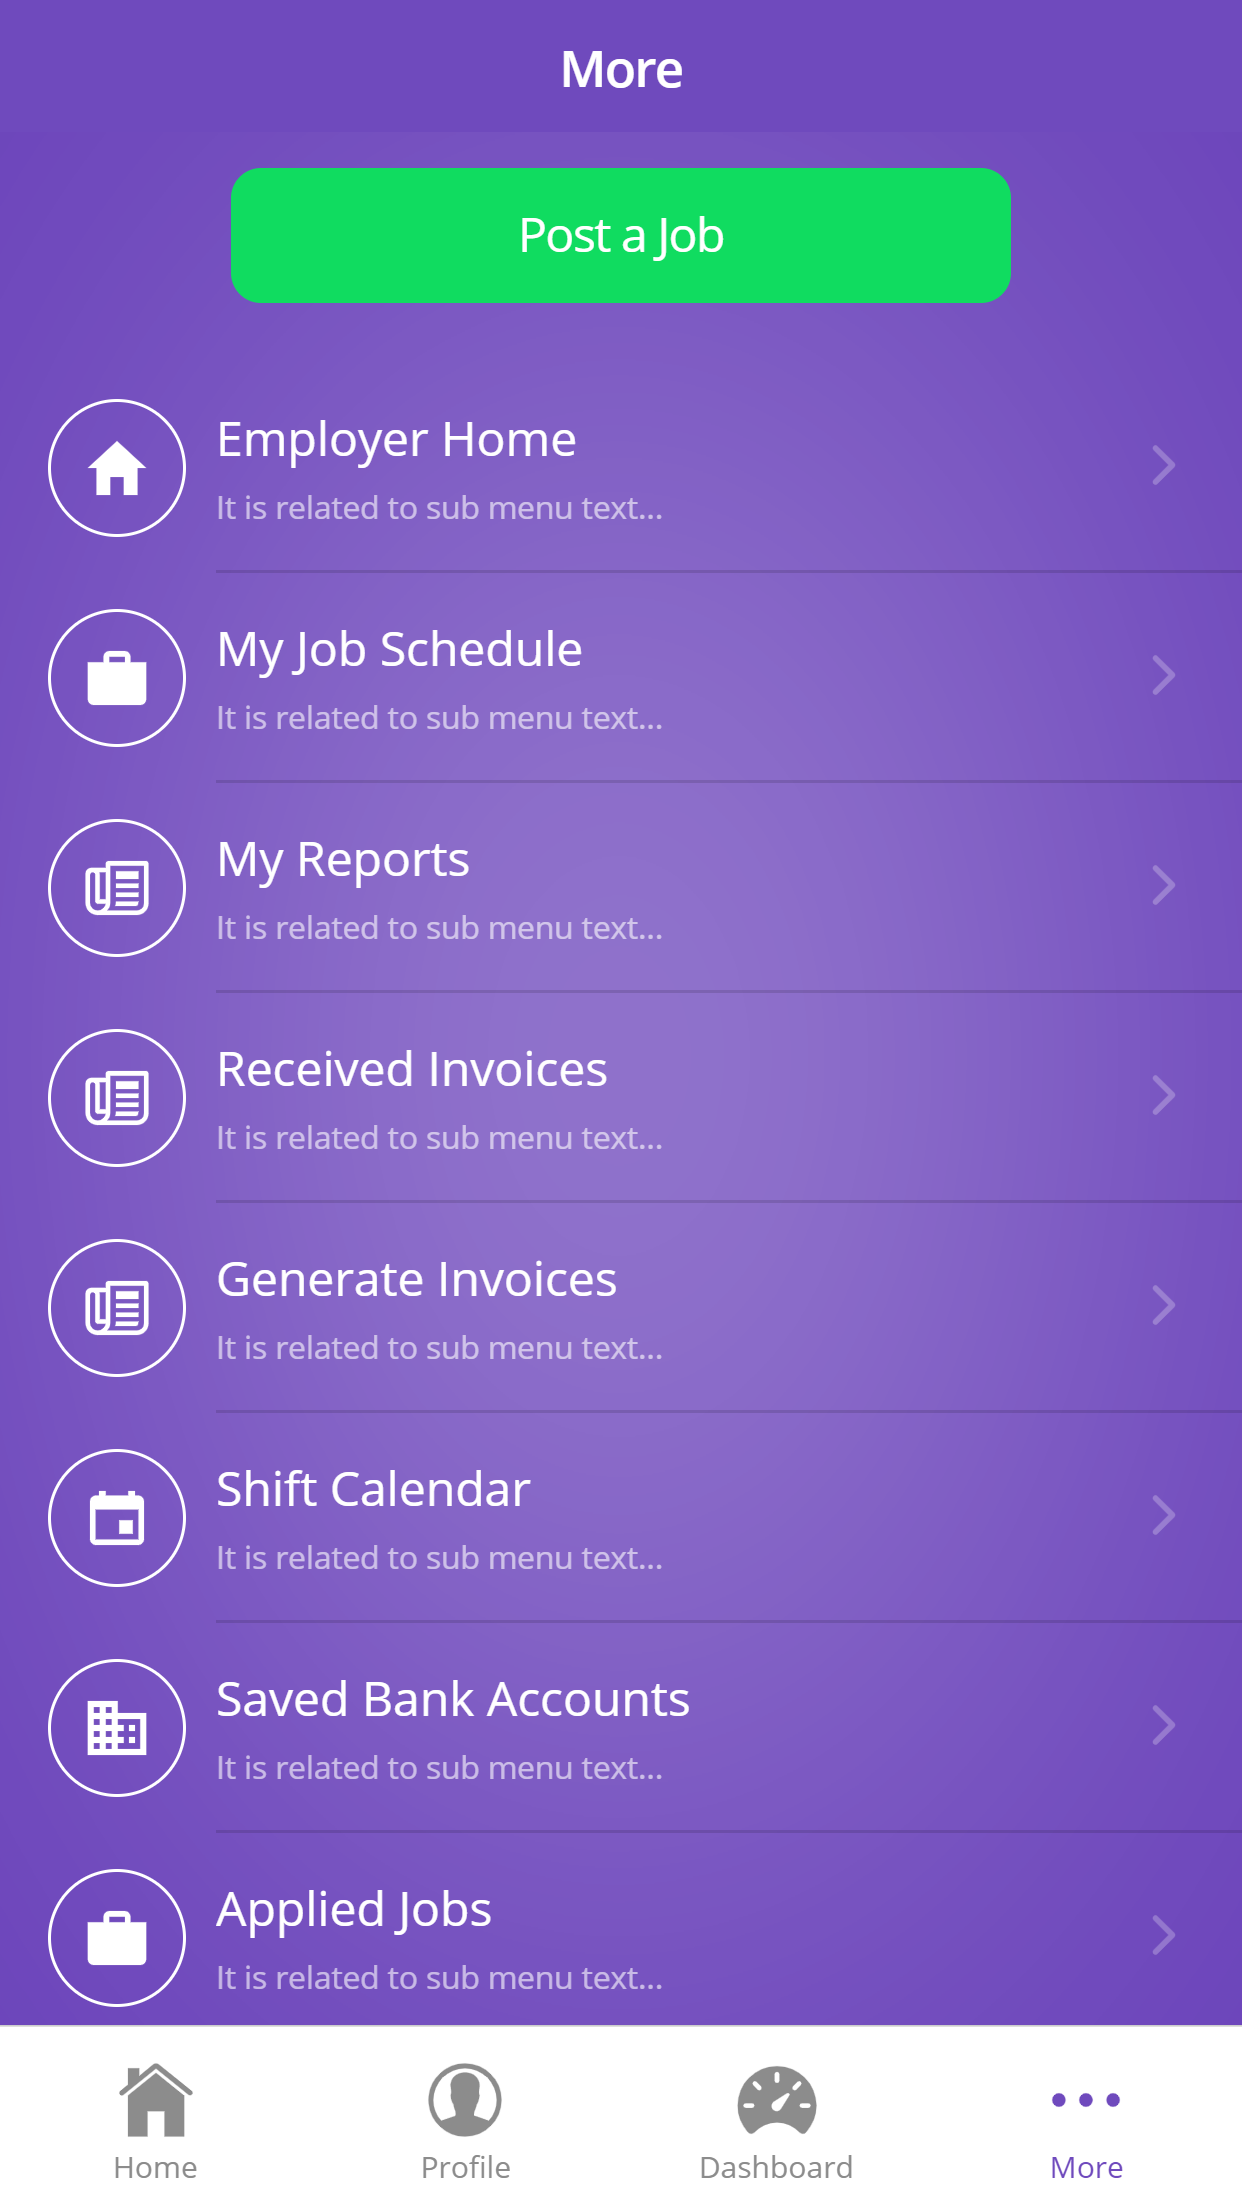 More
Post a Job
Employer Home
It is related to sub menu text...
My Job Schedule
It is related to sub menu text...
My Reports
It is related to sub menu text...
Received Invoices
It is related to sub menu text...
Generate Invoices
It is related to sub menu text...
Shift Calendar
It is related to sub menu text...
Saved Bank Accounts
It is related to sub menu text...
Applied Jobs
It is related to sub menu text...
Home Profile Dashboard More